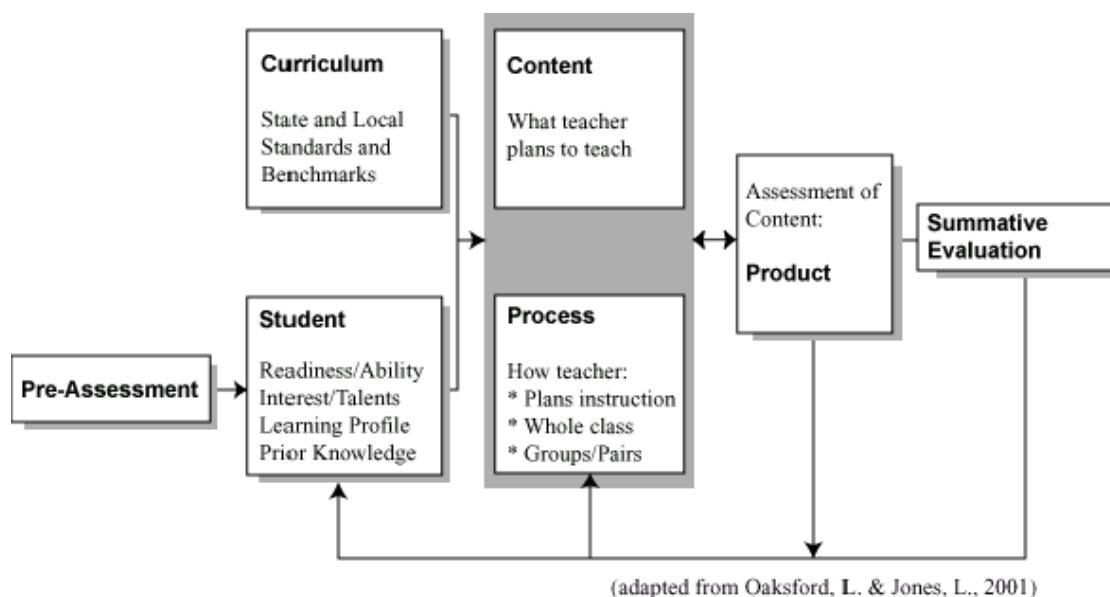 Curriculum
State and Local
Standards and
Benchmarks
Content
What teacher
plans to teach
Assessment of
Content:
Product
Summative
Evaluation
Pre-Assessment
Student
Readiness/Ability
Interest/Talents
Learning Profile
Prior Knowledge
Process
How teacher:
* Plans instruction
* Whole class
* Groups/Pairs
(adapted from Oaksford, L. & Jones, L., 2001)